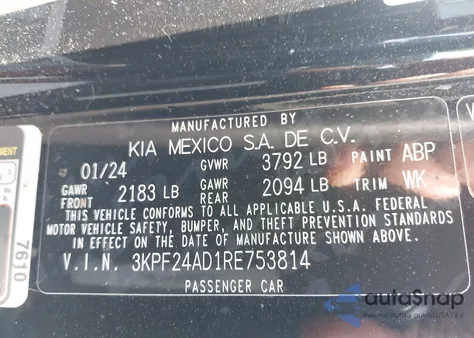 MANUFACTURED BY
KIA MEXICO S.A. DE C.V.
01/24 GVWR 3792 LB PAINT ABP
GAWR FRONT 2183 LB GAWR REAR 2094 LB TRIM WK
THIS VEHICLE CONFORMS TO ALL APPLICABLE U.S.A. FEDERAL
MOTOR VEHICLE SAFETY, BUMPER, AND THEFT PREVENTION STANDARDS
IN EFFECT ON THE DATE OF MANUFACTURE SHOWN ABOVE.
V.I.N. 3KPF24AD1RE753814
PASSENGER CAR
7610
autoSnap